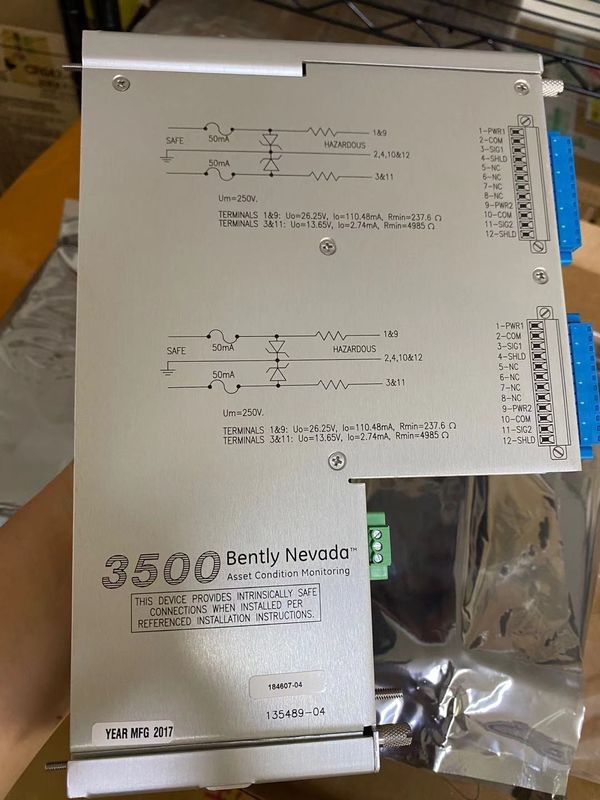 50mA
1&9
SAFE
HAZARDOUS
2,4,10&12
50mA
3&11
Um=250V.
TERMINALS 1&9: Uo=26.25V, Io=110.48mA, Rmin=237.6 Ω
TERMINALS 3&11: Uo=13.65V, Io=2.74mA, Rmin=4985 Ω
1-PWR1
2-COM
3-SIG1
4-SHLD
5-NC
6-NC
7-NC
8-NC
9-PWR2
10-COM
11-SIG2
12-SHLD
50mA
1&9
SAFE
HAZARDOUS
2,4,10&12
50mA
3&11
Um=250V.
TERMINALS 1&9: Uo=26.25V, Io=110.48mA, Rmin=237.6 Ω
TERMINALS 3&11: Uo=13.65V, Io=2.74mA, Rmin=4985 Ω
1-PWR1
2-COM
3-SIG1
4-SHLD
5-NC
6-NC
7-NC
8-NC
9-PWR2
10-COM
11-SIG2
12-SHLD
3500 Bently Nevada™
Asset Condition Monitoring
THIS DEVICE PROVIDES INTRINSICALLY SAFE
CONNECTIONS WHEN INSTALLED PER
REFERENCED INSTALLATION INSTRUCTIONS.
184607-04
135489-04
YEAR MFG 2017